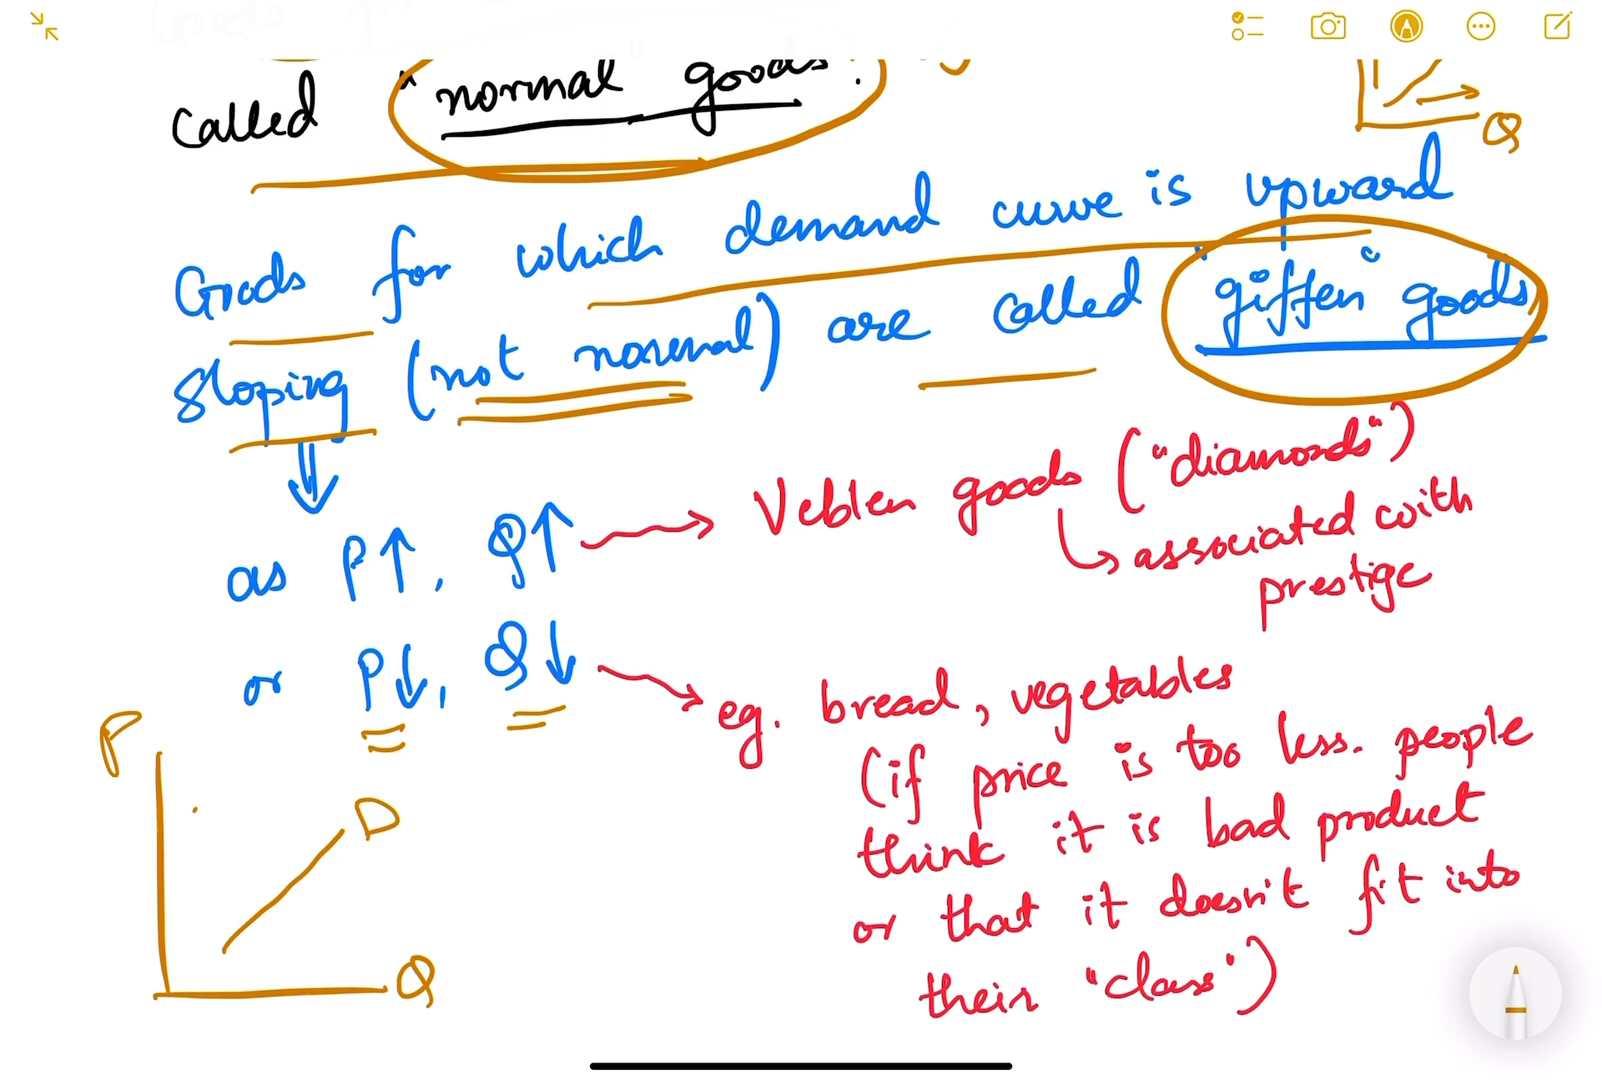 called "normal goods".
Q
Goods for which demand curve is upward
sloping (not normal) are called "giffen" goods
as P↑, Q↑ → Veblen goods ("diamonds")
↳ associated with
prestige
or P↓, Q↓ → eg. bread, vegetables
(if price is too less. people
think it is bad product
or that it doesn't fit into
their "class")
P
D
Q